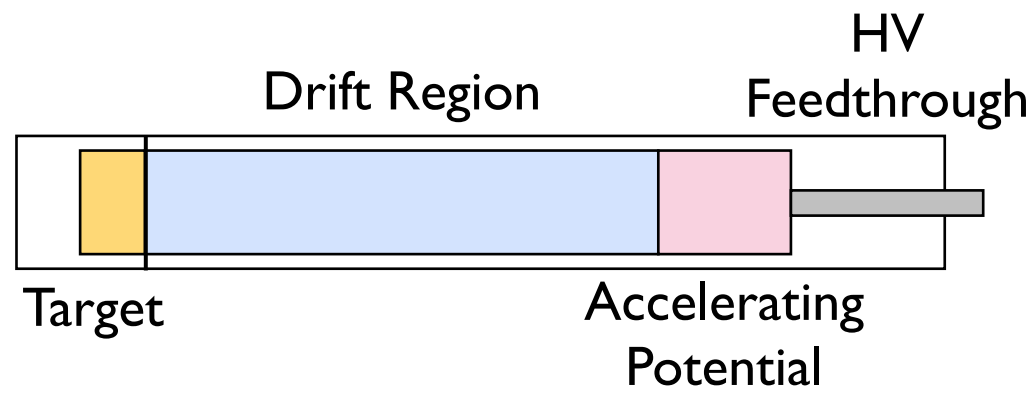 HV
Feedthrough
Drift Region
Target
Accelerating
Potential